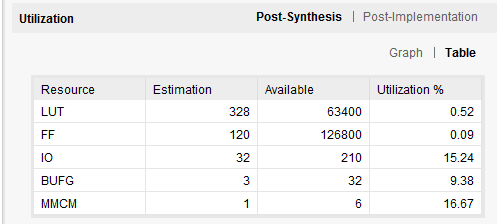 Utilization Post-Synthesis | Post-Implementation
Graph | Table
Resource Estimation Available Utilization %
LUT 328 63400 0.52
FF 120 126800 0.09
IO 32 210 15.24
BUFG 3 32 9.38
MMCM 1 6 16.67